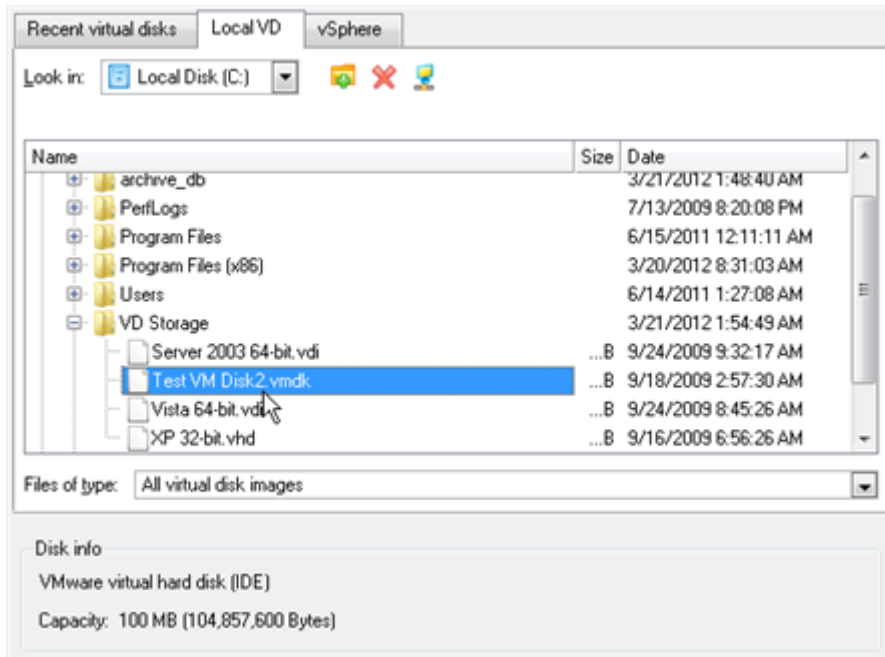 Recent virtual disks Local VD vSphere
Look in: Local Disk (C:)
Name Size Date
archive_db 3/21/2012 1:48:40 AM
PerfLogs 7/13/2009 8:20:08 PM
Program Files 6/15/2011 12:11:11 AM
Program Files (x86) 3/20/2012 8:31:03 AM
Users 6/14/2011 1:27:08 AM
VD Storage 3/21/2012 1:54:49 AM
Server 2003 64-bit.vdi ...B 9/24/2009 9:32:17 AM
Test VM Disk2.vmdk ...B 9/18/2009 2:57:30 AM
Vista 64-bit.vdi ...B 9/24/2009 8:45:26 AM
XP 32-bit.vhd ...B 9/16/2009 6:56:26 AM
Files of type: All virtual disk images
Disk info
VMware virtual hard disk (IDE)
Capacity: 100 MB (104,857,600 Bytes)